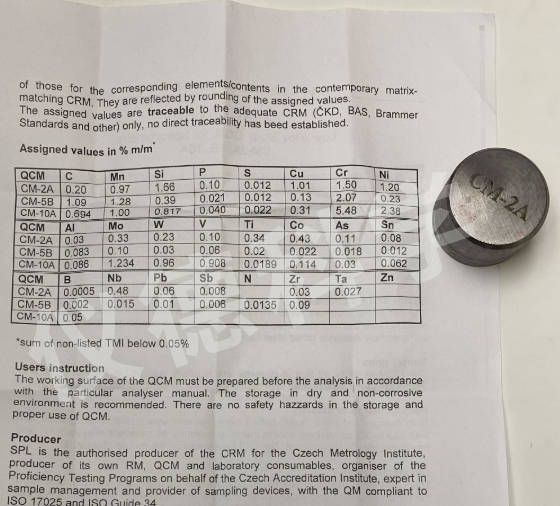 of those for the corresponding elements/contents in the contemporary matrix-
matching CRM. They are reflected by rounding of the assigned values.
The assigned values are traceable to the adequate CRM (ČKD, BAS, Brammer
Standards and other) only, no direct traceability has beed established.
Assigned values in % m/m*
QCM C Mn Si P S Cu Cr Ni
CM-2A 0.20 0.97 1.66 0.10 0.012 1.01 1.50 1.20
CM-5B 1.09 1.28 0.39 0.021 0.012 0.13 2.07 0.23
CM-10A 0.694 1.00 0.817 0.040 0.022 0.31 5.48 2.38
QCM Al Mo W V Ti Co As Sn
CM-2A 0.03 0.33 0.23 0.10 0.34 0.43 0.11 0.08
CM-5B 0.083 0.10 0.03 0.06 0.02 0.022 0.018 0.012
CM-10A 0.086 1.234 0.96 0.908 0.0189 0.114 0.03 0.062
QCM B Nb Pb Sb N Zr Ta Zn
CM-2A 0.0005 0.48 0.06 0.008 0.03 0.027
CM-5B 0.002 0.015 0.01 0.006 0.0135 0.09
CM-10A 0.05
*sum of non-listed TMI below 0.05%
Users instruction
The working surface of the QCM must be prepared before the analysis in accordance
with the particular analyser manual. The storage in dry and non-corrosive
environment is recommended. There are no safety hazzards in the storage and
proper use of QCM.
Producer
SPL is the authorised producer of the CRM for the Czech Metrology Institute,
producer of its own RM, QCM and laboratory consumables, organiser of the
Proficiency Testing Programs on behalf of the Czech Accreditation Institute, expert in
sample management and provider of sampling devices, with the QM compliant to
ISO 17025 and ISO Guide 34
CM-2A